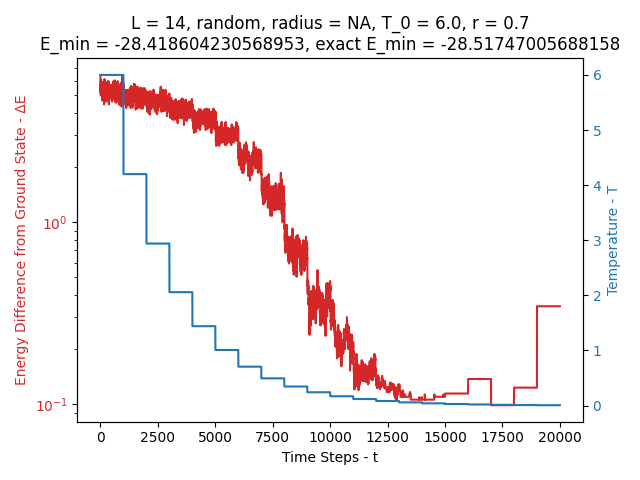 L = 14, random, radius = NA, T_0 = 6.0, r = 0.7
E_min = -28.418604230568953, exact E_min = -28.51747005688158
Energy Difference from Ground State - ΔE
10⁰
10⁻¹
6
5
4
3
2
1
0
Temperature - T
0 2500 5000 7500 10000 12500 15000 17500 20000
Time Steps - t